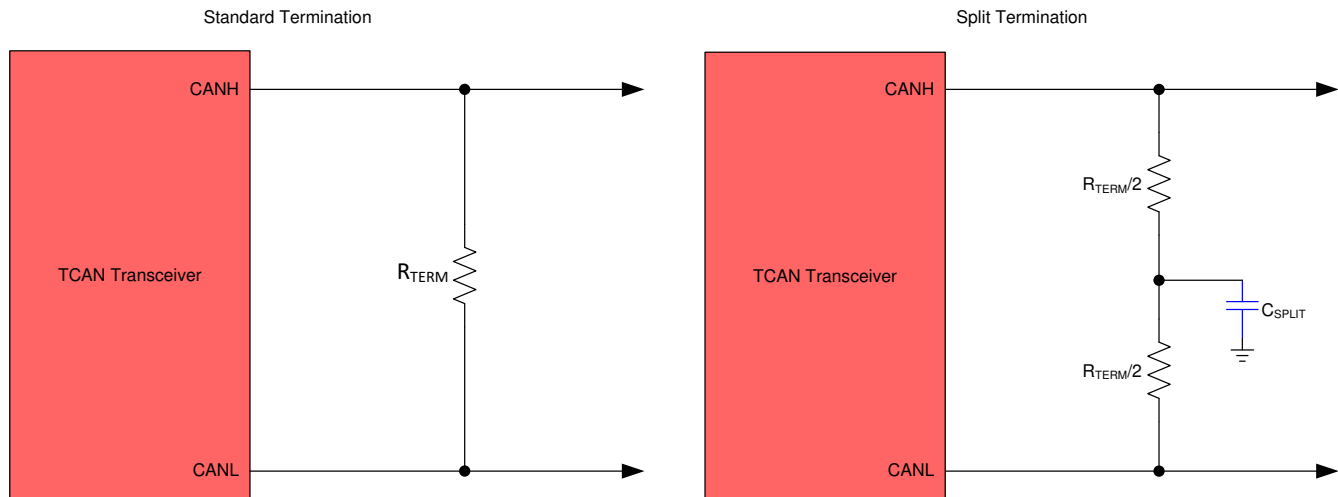 Standard Termination
Split Termination
CANH
TCAN Transceiver
RTERM
CANL
CANH
RTERM/2
TCAN Transceiver
CSPLIT
RTERM/2
CANL